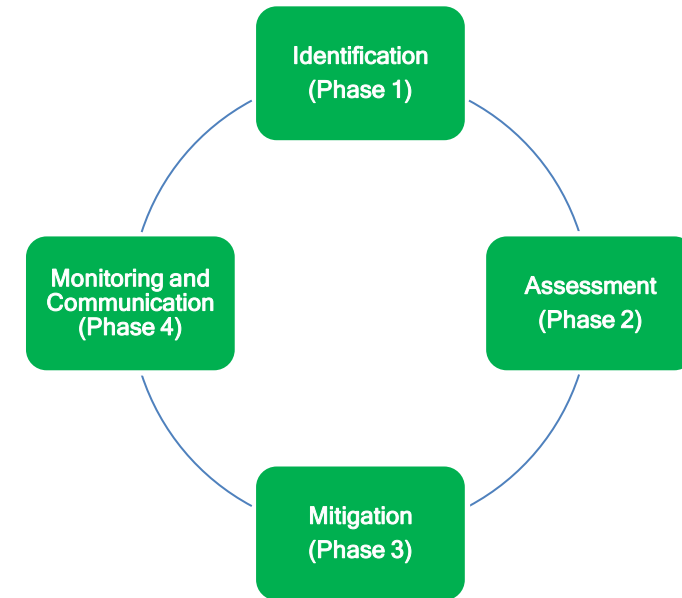 Identification
(Phase 1)
Assessment
(Phase 2)
Mitigation
(Phase 3)
Monitoring and
Communication
(Phase 4)